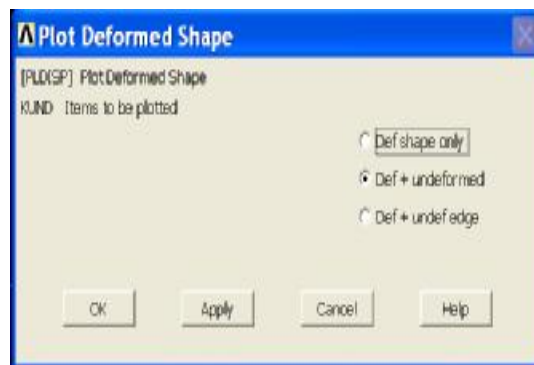 Plot Deformed Shape
[PLDISP] Plot Deformed Shape
KUND Items to be plotted
Def shape only
Def + undeformed
Def + undef edge
OK Apply Cancel Help